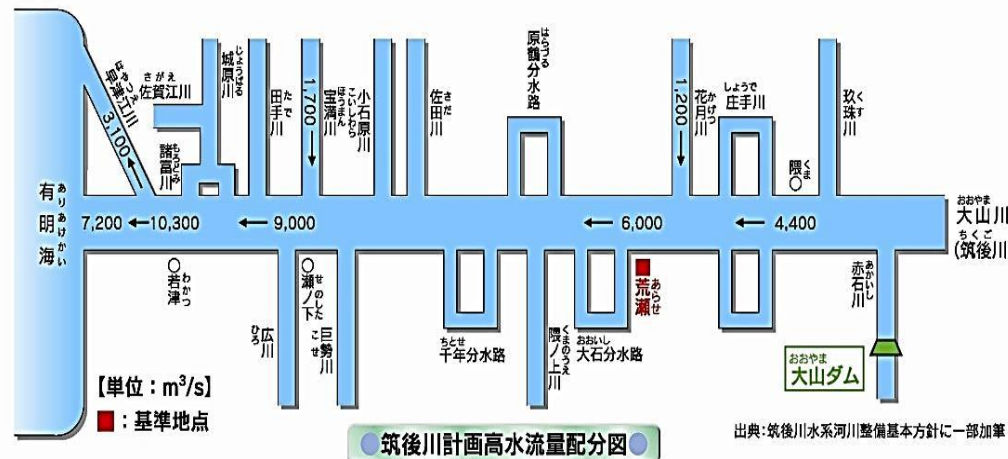 有明海
ありあけかい
早津江川
はやつえ
3,100
佐賀江川
さがえ
諸富川
もろどみ
城原川
じょうばる
田手川
たで
1,700
宝満川
ほうまん
小石原川
こいしわら
佐田川
さだ
原鶴分水路
はらづる
1,200
花月川
かげつ
庄手川
しょうで
隈
くま
玖珠川
くす
7,200
10,300
9,000
6,000
4,400
おおやま
大山川
ちくご
(筑後川
若津
わかつ
広川
ひろ
瀬ノ下
せのした
巨勢川
こせ
ちとせ
千年分水路
隈ノ上川
くまのうえ
おおいし
大石分水路
荒瀬
あらせ
赤石川
あかいし
おおやま
大山ダム
【単位:m³/s】
:基準地点
筑後川計画高水流量配分図
出典:筑後川水系河川整備基本方針に一部加筆